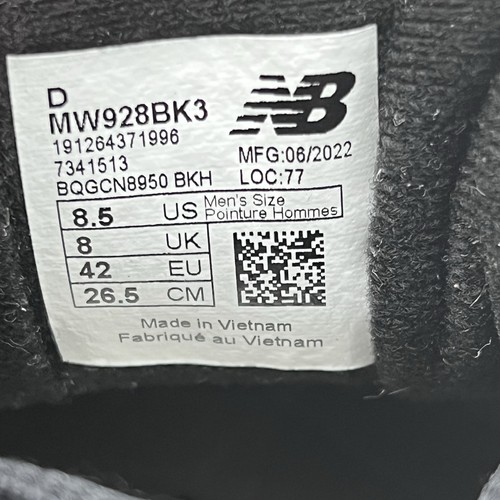 D
MW928BK3
191264371996
7341513
BQGCN8950 BKH
NB
MFG:06/2022
LOC:77
8.5 US Men's Size
Pointure Hommes
8 UK
42 EU
26.5 CM
Made in Vietnam
Fabriqué au Vietnam